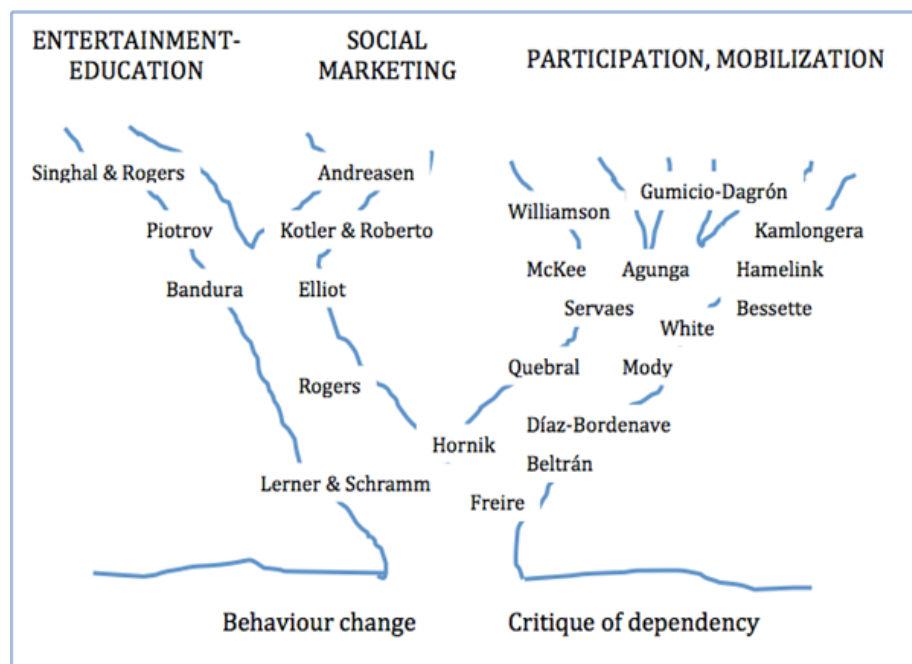 ENTERTAINMENT-
EDUCATION
SOCIAL
MARKETING
PARTICIPATION, MOBILIZATION
Singhal & Rogers
Andreasen
Gumicio-Dagrón
Williamson
Piotrov
Kotler & Roberto
Kamlongera
McKee
Agunga
Hamelink
Bandura
Elliot
Servaes
Bessette
White
Quebral
Mody
Rogers
Díaz-Bordenave
Hornik
Beltrán
Lerner & Schramm
Freire
Behaviour change
Critique of dependency